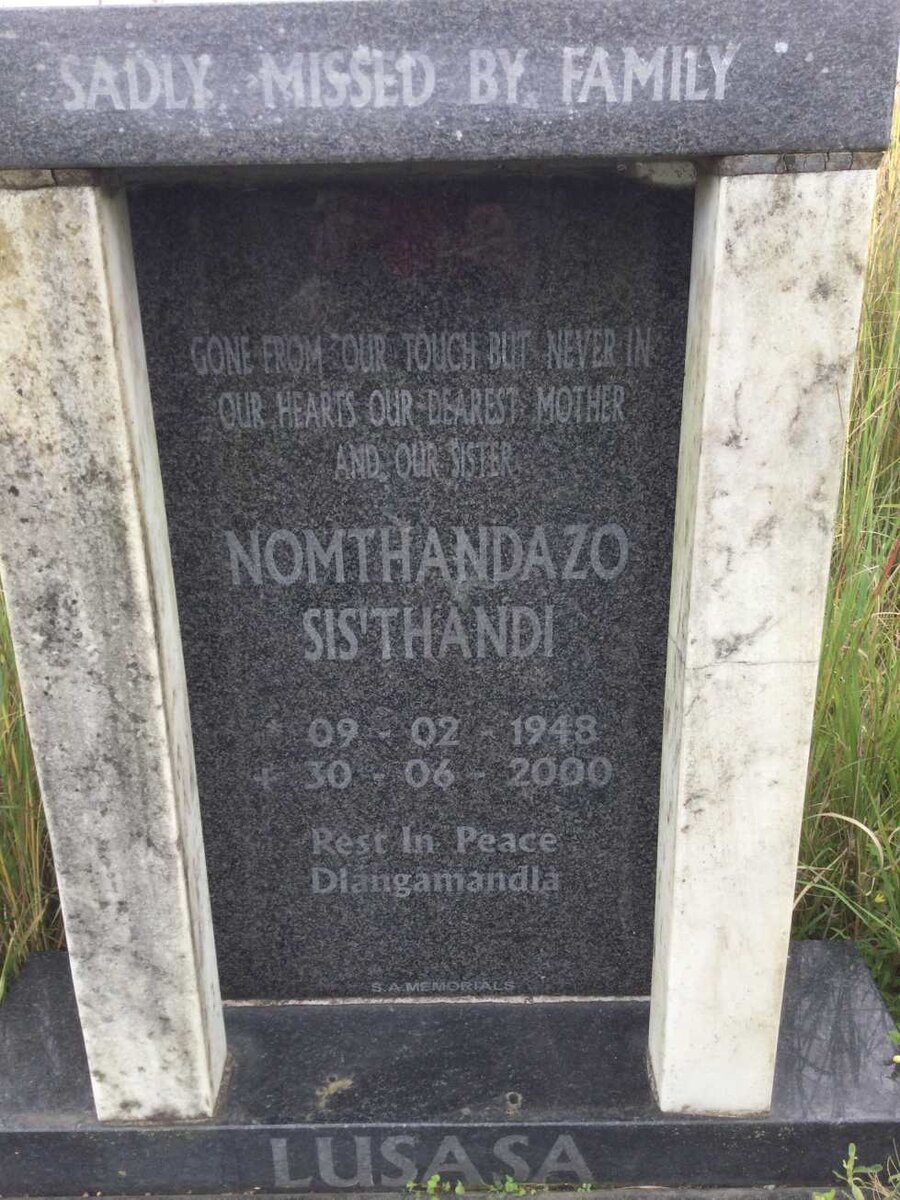 SADLY MISSED BY FAMILY
GONE FROM OUR TOUCH BUT NEVER IN
OUR HEARTS OUR DEAREST MOTHER
AND OUR SISTER
NOMTHANDAZO
SIS'THANDI
* 09 - 02 - 1948
+ 30 - 06 - 2000
Rest In Peace
Dlangamandla
S.A. MEMORIALS
LUSASA